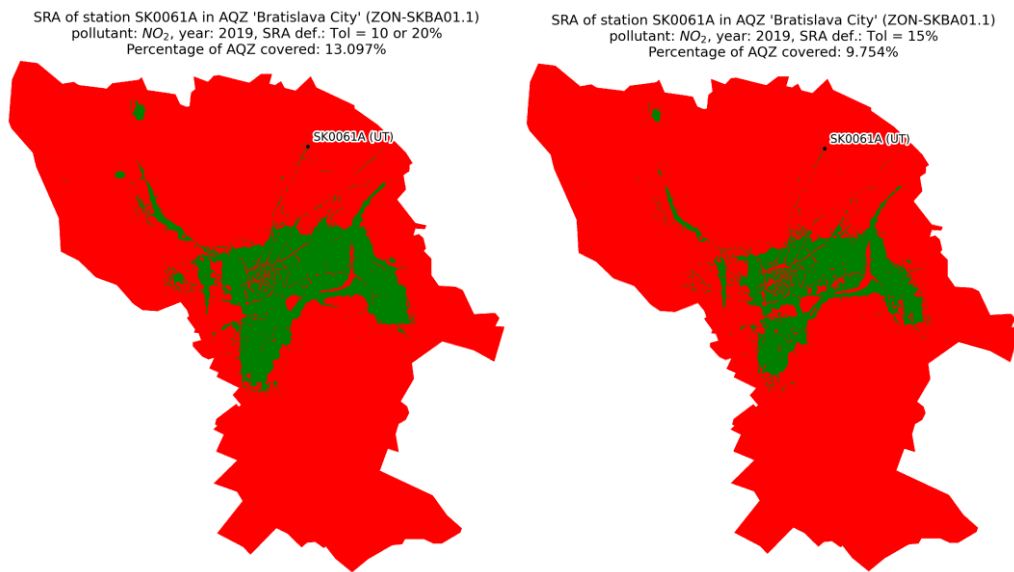 SRA of station SK0061A in AQZ 'Bratislava City' (ZON-SKBA01.1)
pollutant: NO₂, year: 2019, SRA def.: Tol = 10 or 20%
Percentage of AQZ covered: 13.097%
SK0061A (UT)
SRA of station SK0061A in AQZ 'Bratislava City' (ZON-SKBA01.1)
pollutant: NO₂, year: 2019, SRA def.: Tol = 15%
Percentage of AQZ covered: 9.754%
SK0061A (UT)